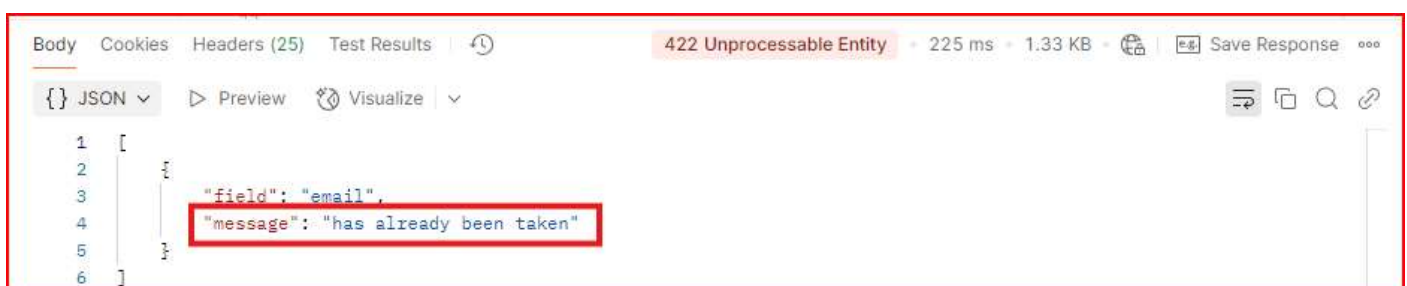 Body Cookies Headers (25) Test Results 422 Unprocessable Entity 225 ms 1.33 KB e.g. Save Response
{} JSON Preview Visualize
1 [
2 {
3 "field": "email",
4 "message": "has already been taken"
5 }
6 ]